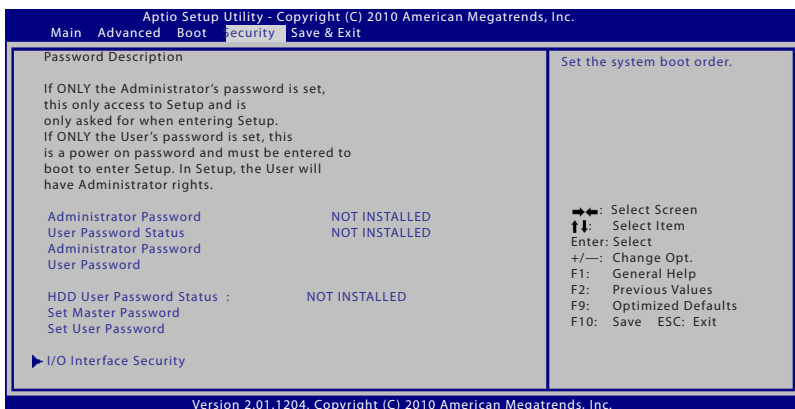 Aptio Setup Utility - Copyright (C) 2010 American Megatrends, Inc.
Main Advanced Boot Security Save & Exit
Password Description
If ONLY the Administrator's password is set,
this only access to Setup and is
only asked for when entering Setup.
If ONLY the User's password is set, this
is a power on password and must be entered to
boot to enter Setup. In Setup, the User will
have Administrator rights.
Administrator Password NOT INSTALLED
User Password Status NOT INSTALLED
Administrator Password
User Password
HDD User Password Status : NOT INSTALLED
Set Master Password
Set User Password
I/O Interface Security
Set the system boot order.
→←: Select Screen
↑↓: Select Item
Enter: Select
+/—: Change Opt.
F1: General Help
F2: Previous Values
F9: Optimized Defaults
F10: Save ESC: Exit
Version 2.01.1204. Copyright (C) 2010 American Megatrends, Inc.